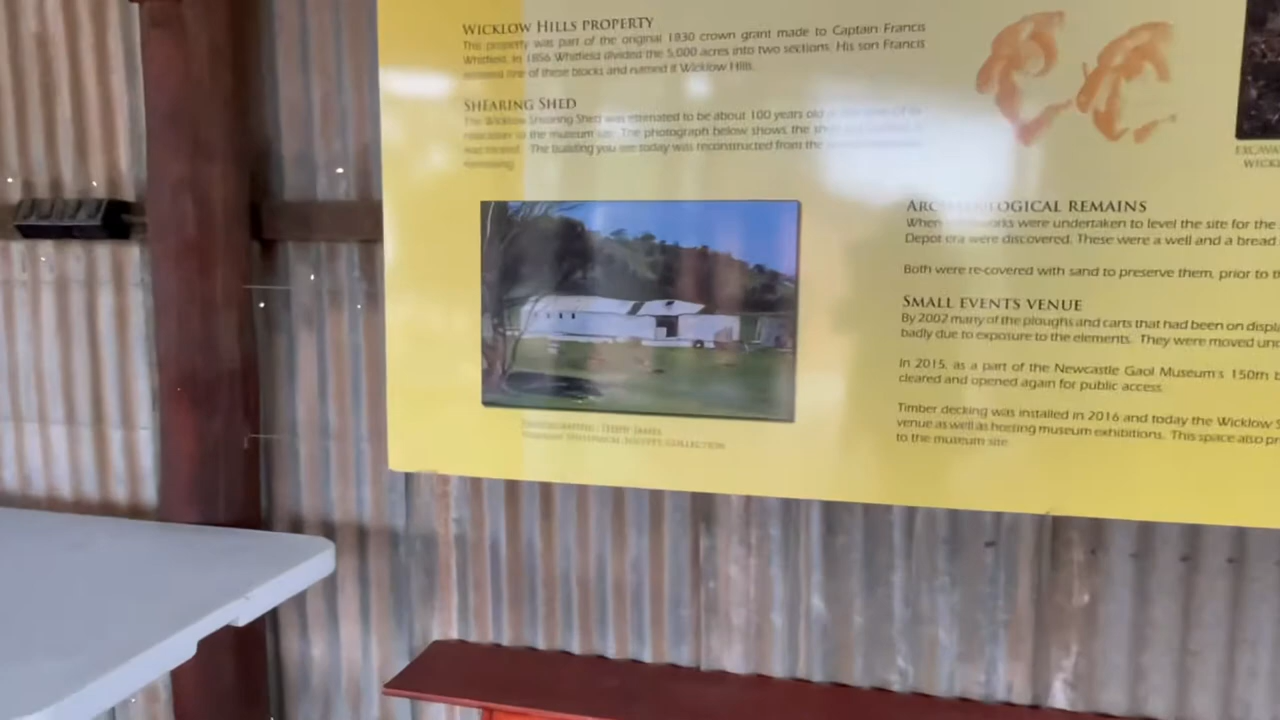 WICKLOW HILLS PROPERTY
This property was part of the original 1830 crown grant made to Captain Francis
Whitfield. In 1856 Whitfield divided the 5,000 acres into two sections. His son Francis
one of these blocks and named it Wicklow Hills.
SHEARING SHED
The Wicklow Shearing Shed was estimated to be about 100 years old
to the museum site. The photograph below shows the
The building you see today was reconstructed from the
HISTORICAL SOCIETY COLLECTION
ARCHAEOLOGICAL REMAINS
When works were undertaken to level the site for the
Depot era were discovered. These were a well and a bread
Both were re-covered with sand to preserve them, prior to
SMALL EVENTS VENUE
By 2002 many of the ploughs and carts that had been on
badly due to exposure to the elements. They were moved
In 2015, as a part of the Newcastle Gaol Museum's 150th
cleared and opened again for public access.
Timber decking was installed in 2016 and today the Wicklow
venue as well as hosting museum exhibitions. This space also
to the museum site.